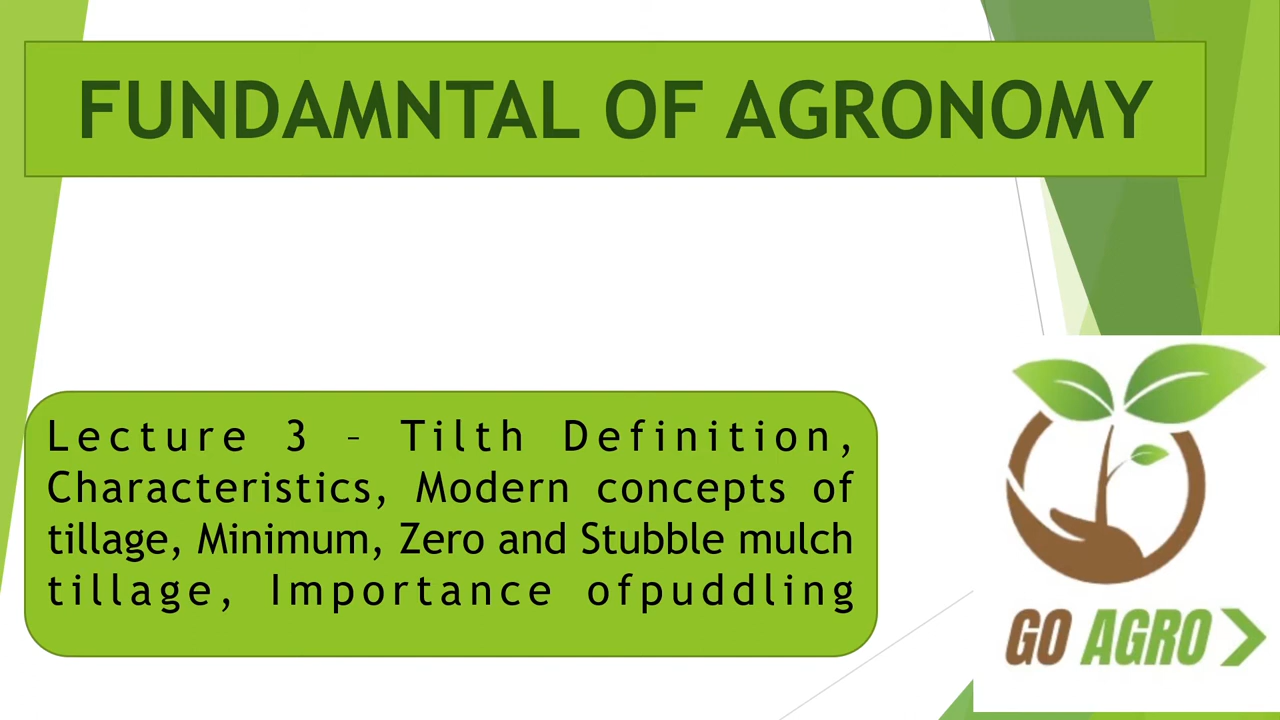 FUNDAMNTAL OF AGRONOMY
Lecture 3 – Tilth Definition,
Characteristics, Modern concepts of
tillage, Minimum, Zero and Stubble mulch
tillage, Importance ofpuddling
GO AGRO